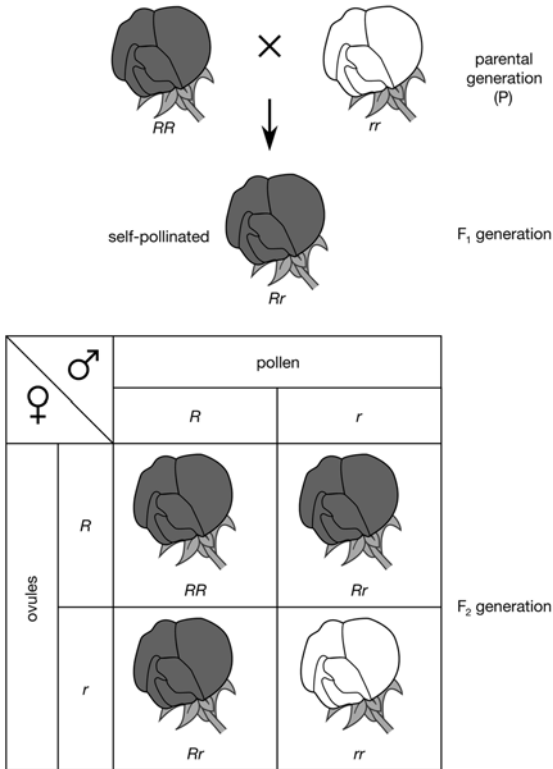 parental
generation
(P)
RR
rr
self-pollinated
F₁ generation
Rr
pollen
R
r
ovules
R
RR
Rr
F₂ generation
r
Rr
rr